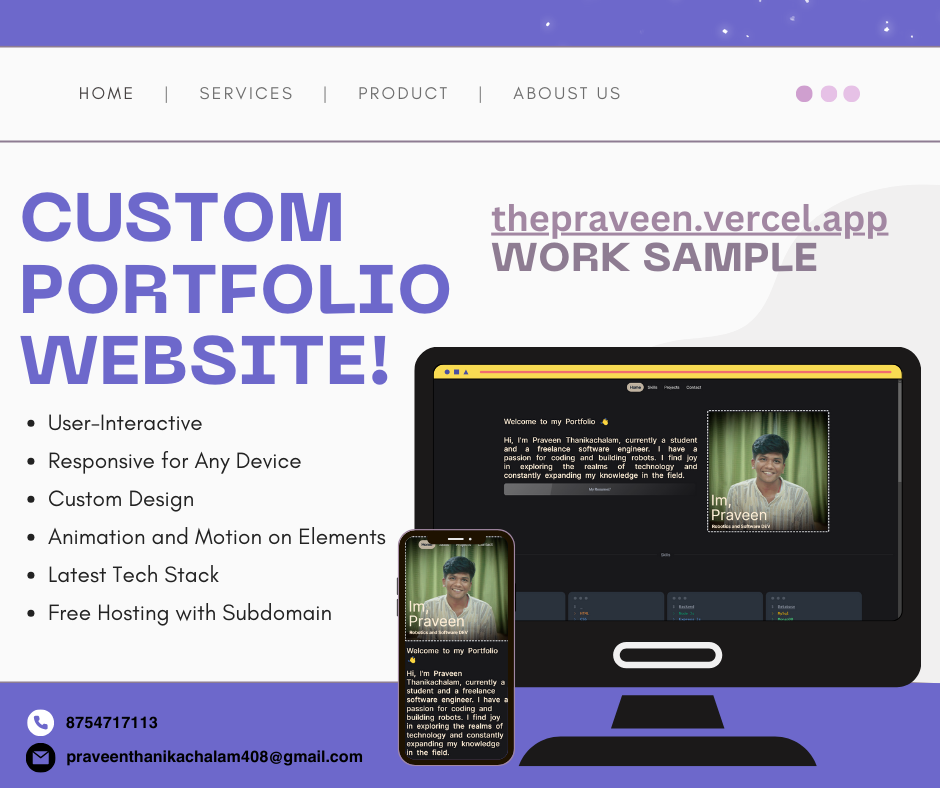 HOME | SERVICES | PRODUCT | ABOUST US
CUSTOM
PORTFOLIO
WEBSITE!
thepraveen.vercel.app
WORK SAMPLE
User-Interactive
Responsive for Any Device
Custom Design
Animation and Motion on Elements
Latest Tech Stack
Free Hosting with Subdomain
Home Skills Projects Contact
Welcome to my Portfolio 👋
Hi, I'm Praveen Thanikachalam, currently a student
and a freelance software engineer. I have a
passion for coding and building robots. I find joy
in exploring the realms of technology and
constantly expanding my knowledge in the field.
Im,
Praveen
Robotics and Software DEV
Skills
Im,
Praveen
Robotics and Software DEV
Welcome to my Portfolio
👋
Hi, I'm Praveen
Thanikachalam, currently a
student and a freelance
software engineer. I have a
passion for coding and
building robots. I find joy
in exploring the realms of
technology and constantly
expanding my knowledge
in the field.
8754717113
praveenthanikachalam408@gmail.com